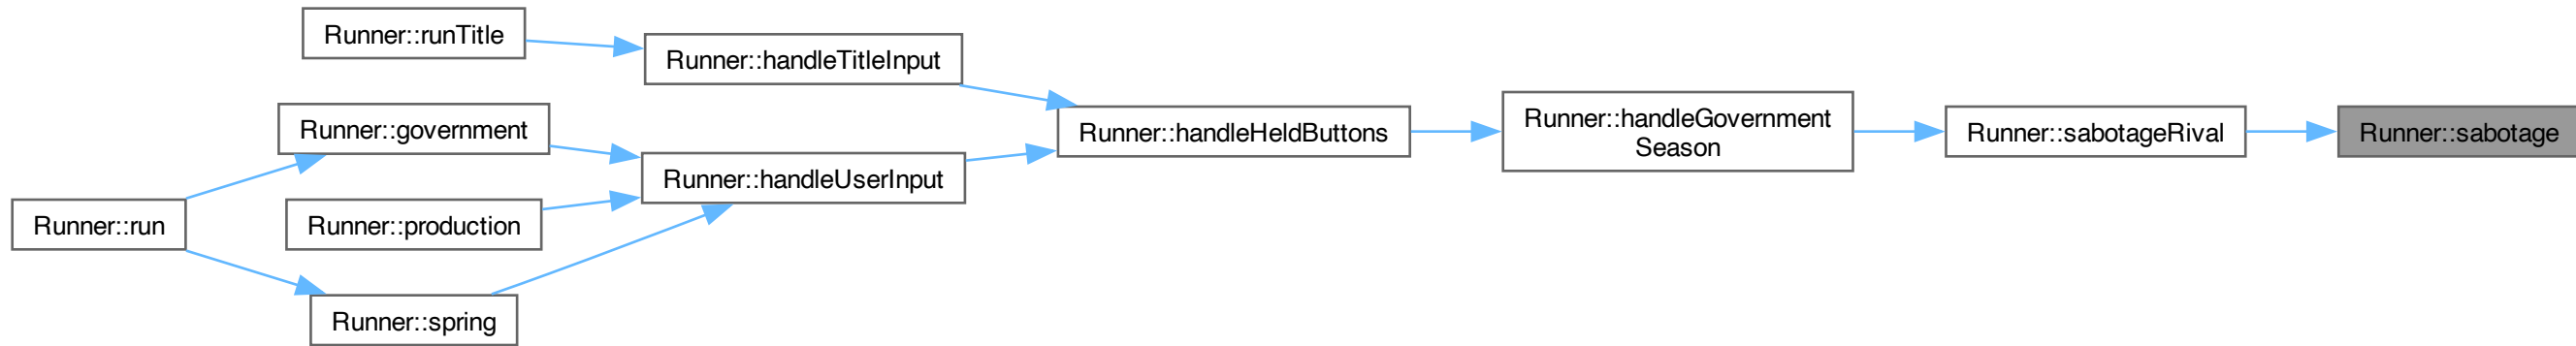 Runner::runTitle
Runner::handleTitleInput
Runner::government
Runner::handleHeldButtons
Runner::handleGovernment
Season
Runner::sabotageRival
Runner::sabotage
Runner::handleUserInput
Runner::run
Runner::production
Runner::spring